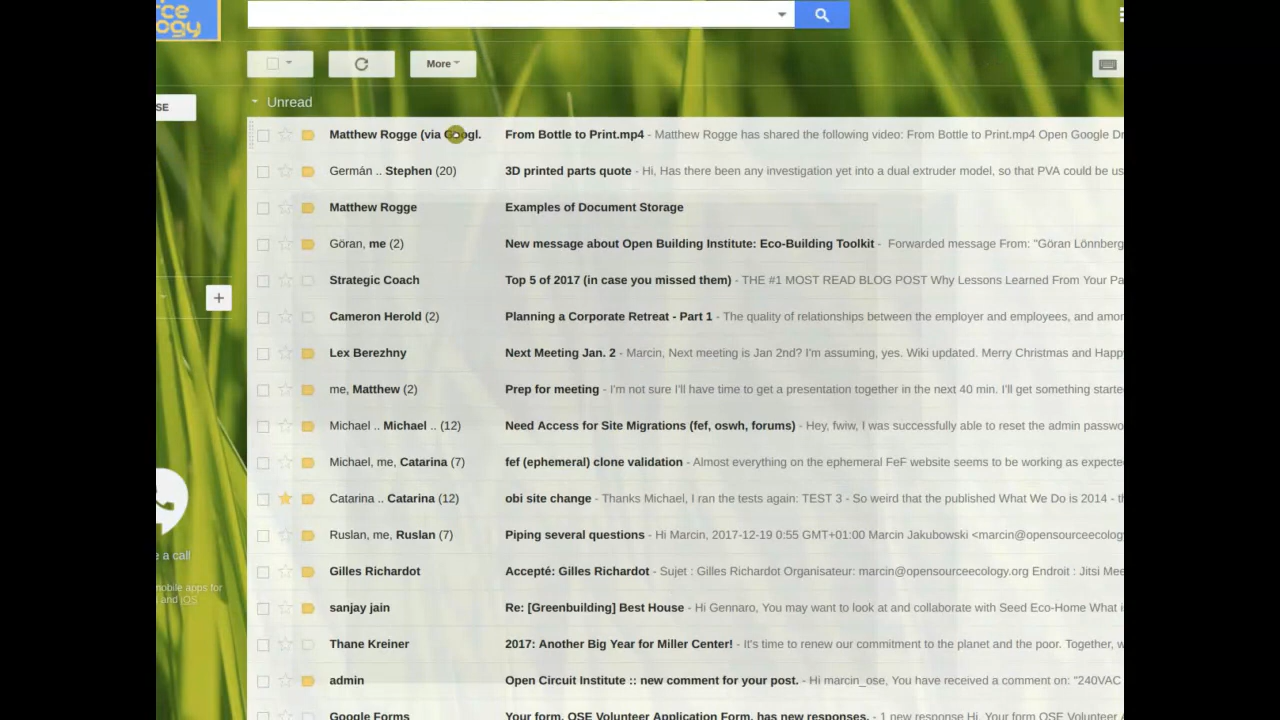 rce
ogy
More
SE
Unread
Matthew Rogge (via Googl. From Bottle to Print.mp4 - Matthew Rogge has shared the following video: From Bottle to Print.mp4 Open Google Dr
Germán .. Stephen (20) 3D printed parts quote - Hi, Has there been any investigation yet into a dual extruder model, so that PVA could be us
Matthew Rogge Examples of Document Storage
Göran, me (2) New message about Open Building Institute: Eco-Building Toolkit - Forwarded message From: "Göran Lönnberg
Strategic Coach Top 5 of 2017 (in case you missed them) - THE #1 MOST READ BLOG POST Why Lessons Learned From Your Pa
Cameron Herold (2) Planning a Corporate Retreat - Part 1 - The quality of relationships between the employer and employees, and amor
Lex Berezhny Next Meeting Jan. 2 - Marcin, Next meeting is Jan 2nd? I'm assuming, yes. Wiki updated. Merry Christmas and Happ
me, Matthew (2) Prep for meeting - I'm not sure I'll have time to get a presentation together in the next 40 min. I'll get something starte
Michael .. Michael .. (12) Need Access for Site Migrations (fef, oswh, forums) - Hey, fwiw, I was successfully able to reset the admin passwo
Michael, me, Catarina (7) fef (ephemeral) clone validation - Almost everything on the ephemeral FeF website seems to be working as expecte
Catarina .. Catarina (12) obi site change - Thanks Michael, I ran the tests again: TEST 3 - So weird that the published What We Do is 2014 - th
e a call
Ruslan, me, Ruslan (7) Piping several questions - Hi Marcin, 2017-12-19 0:55 GMT+01:00 Marcin Jakubowski <marcin@opensourceecology
mobile apps for
and iOS
Gilles Richardot Accepté: Gilles Richardot - Sujet : Gilles Richardot Organisateur: marcin@opensourceecology.org Endroit : Jitsi Mee
sanjay jain Re: [Greenbuilding] Best House - Hi Gennaro, You may want to look at and collaborate with Seed Eco-Home What i
Thane Kreiner 2017: Another Big Year for Miller Center! - It's time to renew our commitment to the planet and the poor. Together, w
admin Open Circuit Institute :: new comment for your post. - Hi marcin_ose, You have received a comment on: "240VAC
Google Forms Your form, OSE Volunteer Application Form, has new responses. - 1 new response Hi, Your form OSE Volunteer